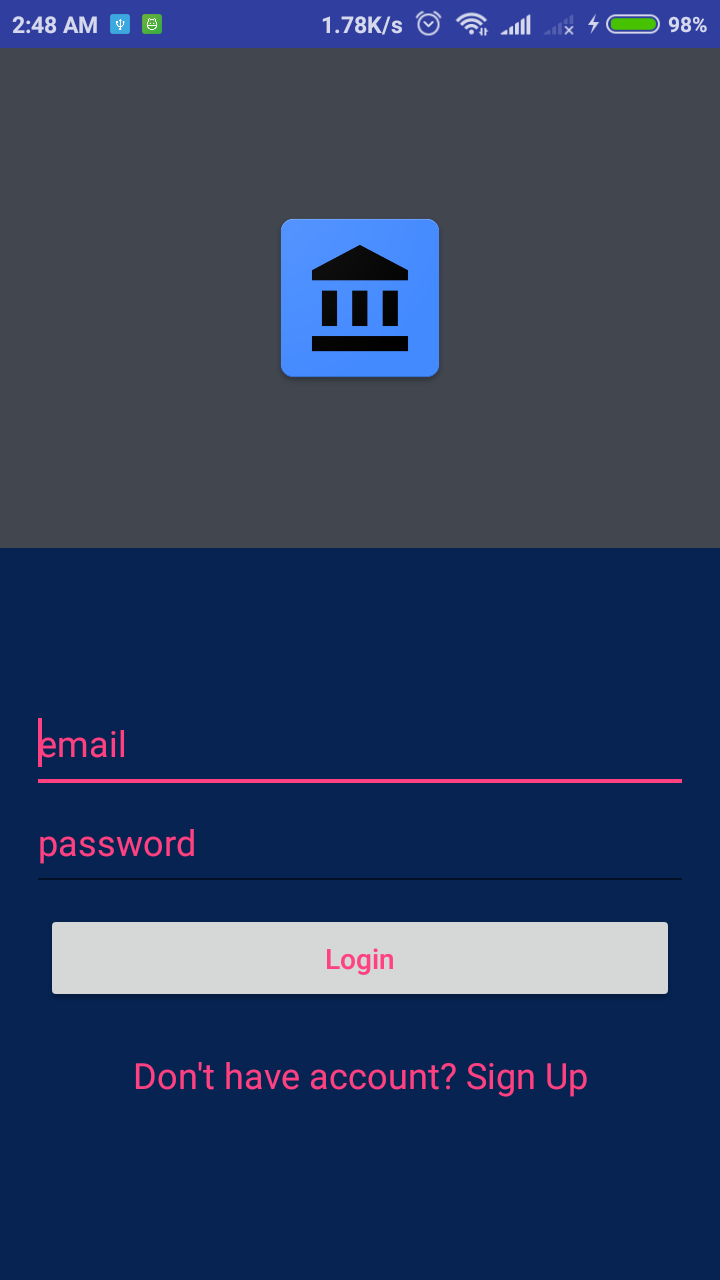 2:48 AM 1.78K/s 98%
email
password
Login
Don't have account? Sign Up